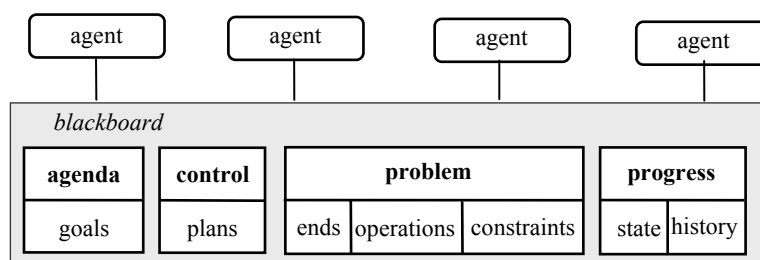 agent agent agent agent
blackboard
agenda control problem progress
goals plans ends operations constraints state history